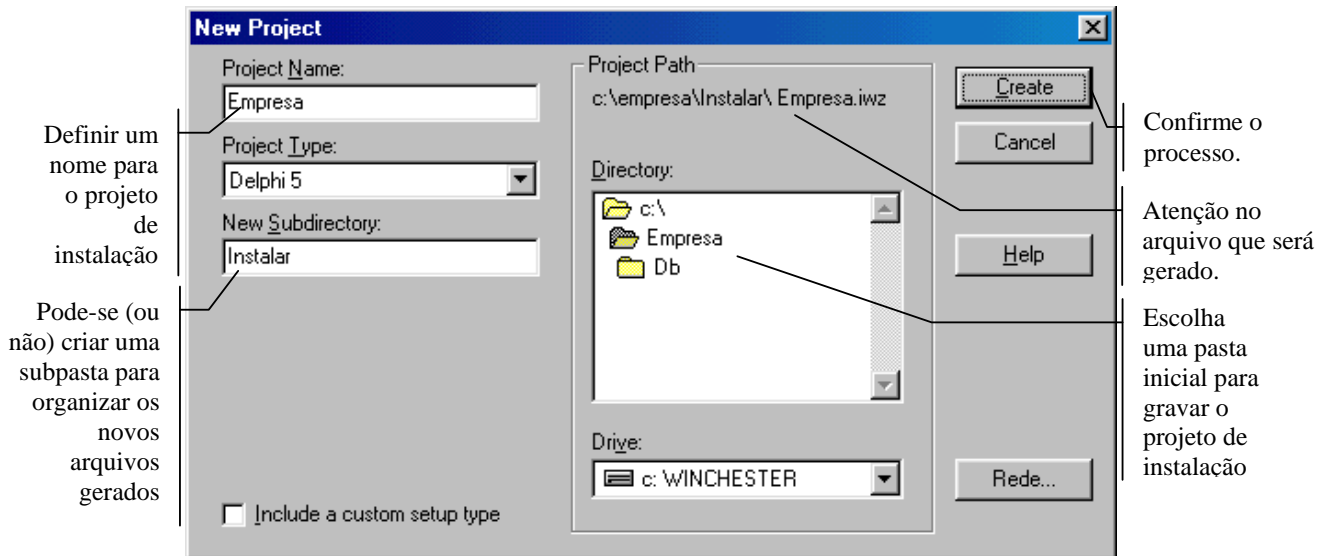 New Project
Project Name:
Empresa
Project Type:
Delphi 5
New Subdirectory:
Instalar
Include a custom setup type
Project Path
c:\empresa\Instalar\ Empresa.iwz
Directory:
c:\
Empresa
Db
Drive:
c: WINCHESTER
Create
Cancel
Help
Rede...
Definir um
nome para
o projeto
de
instalação
Pode-se (ou
não) criar uma
subpasta para
organizar os
novos
arquivos
gerados
Confirme o
processo.
Atenção no
arquivo que será
gerado.
Escolha
uma pasta
inicial para
gravar o
projeto de
instalação